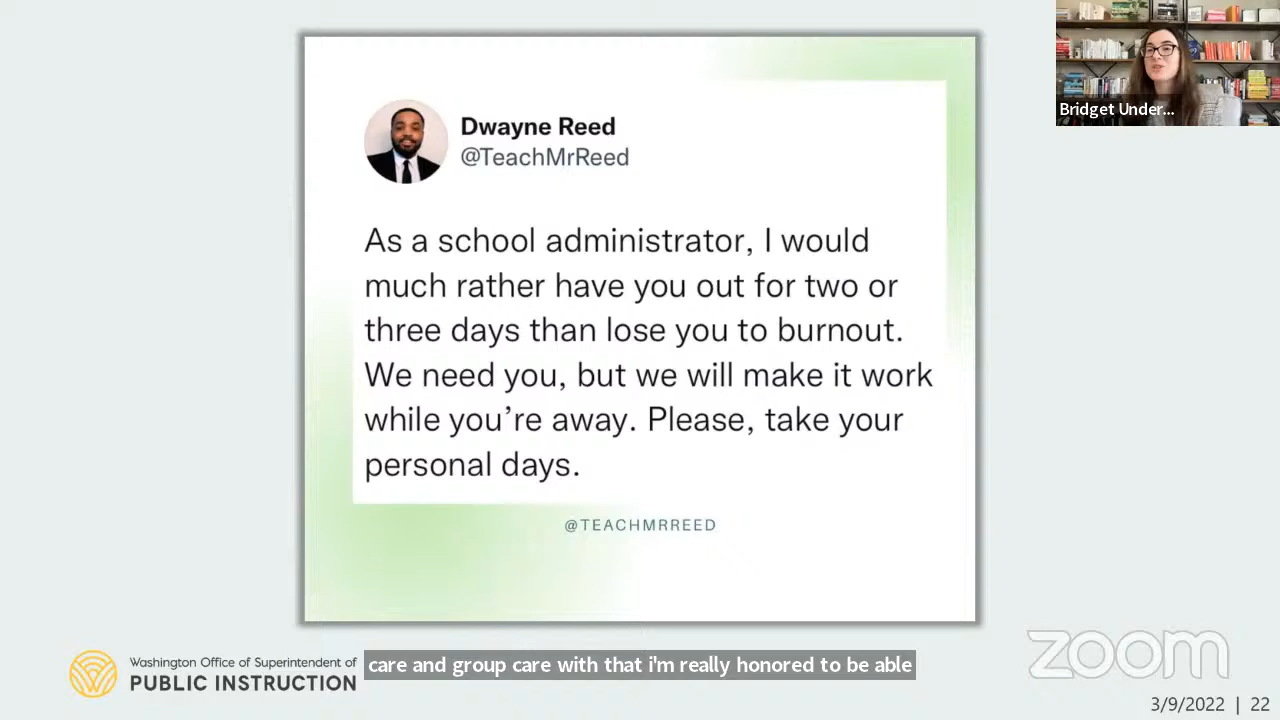 Bridget Under...
Dwayne Reed
@TeachMrReed
As a school administrator, I would
much rather have you out for two or
three days than lose you to burnout.
We need you, but we will make it work
while you’re away. Please, take your
personal days.
@TEACHMRREED
Washington Office of Superintendent of
PUBLIC INSTRUCTION
care and group care with that i'm really honored to be able
zoom
3/9/2022 | 22